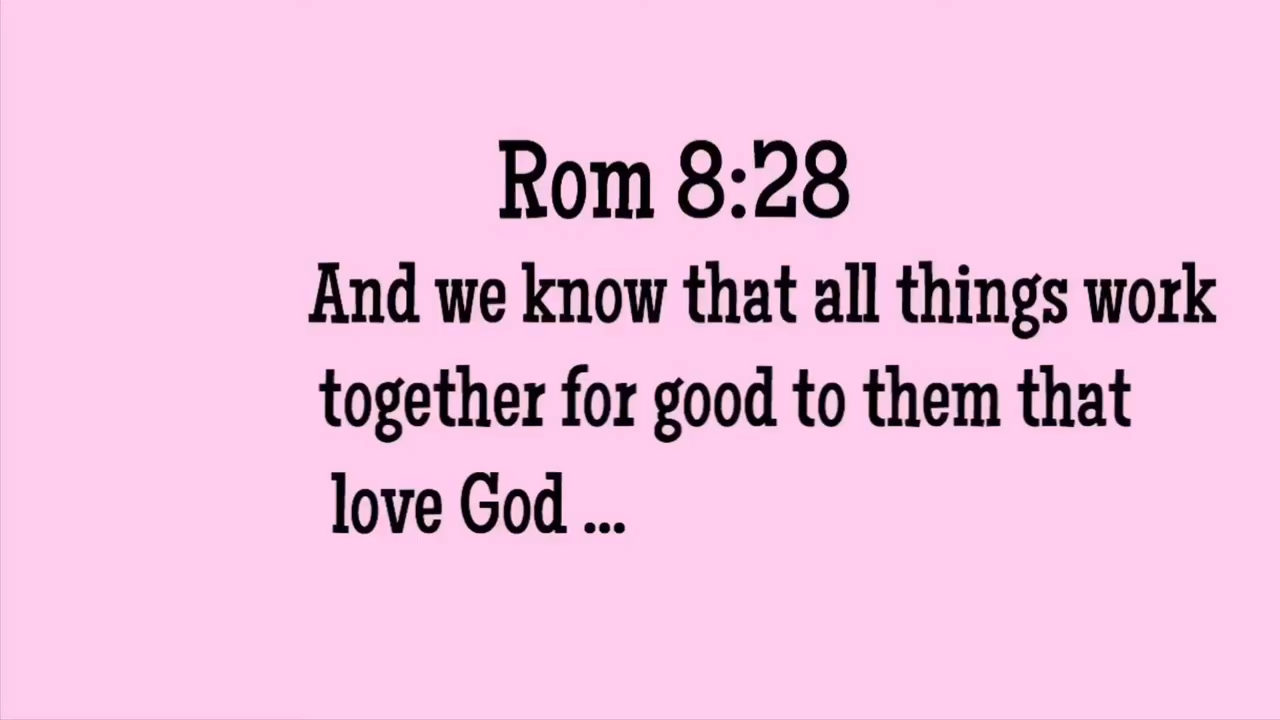 Rom 8:28
And we know that all things work
together for good to them that
love God ...